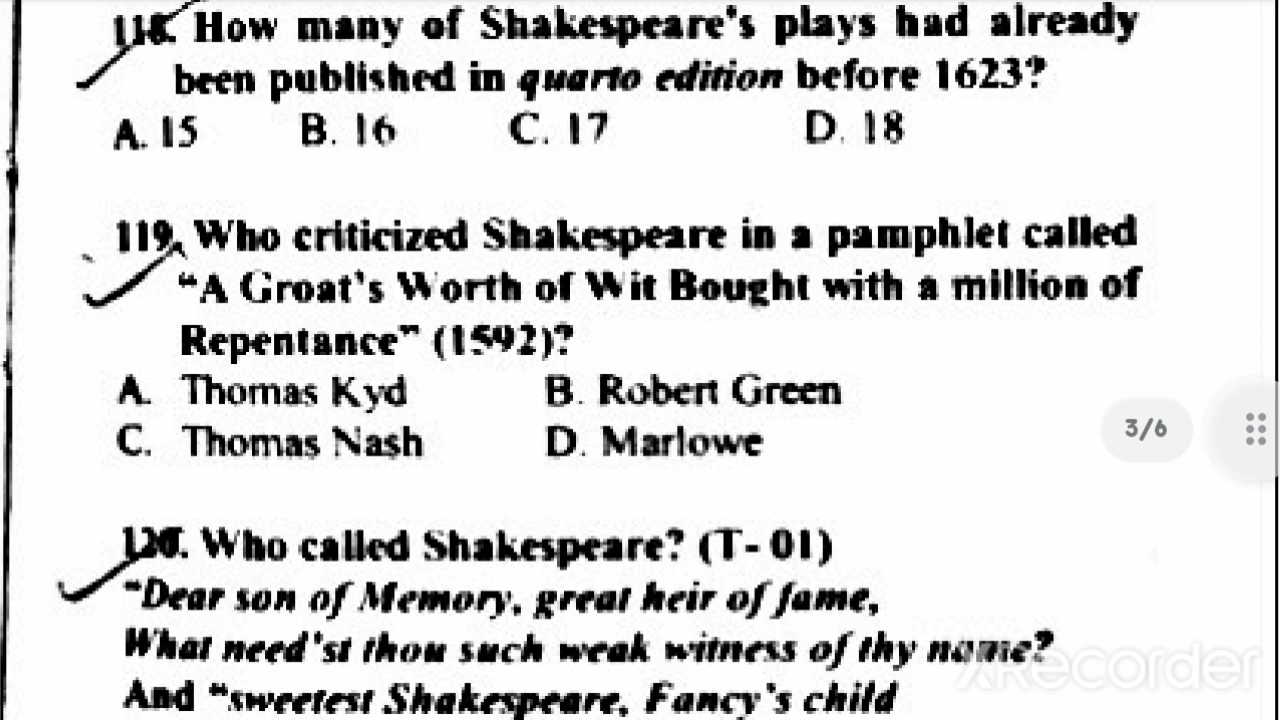 118. How many of Shakespeare's plays had already
been published in quarto edition before 1623?
A. 15 B. 16 C. 17 D. 18
119. Who criticized Shakespeare in a pamphlet called
“A Groat's Worth of Wit Bought with a million of
Repentance” (1592)?
A. Thomas Kyd B. Robert Green
C. Thomas Nash D. Marlowe
3/6
120. Who called Shakespeare? (T- 01)
“Dear son of Memory, great heir of fame,
What need'st thou such weak witness of thy name?
And “sweetest Shakespeare, Fancy's child
XRecorder